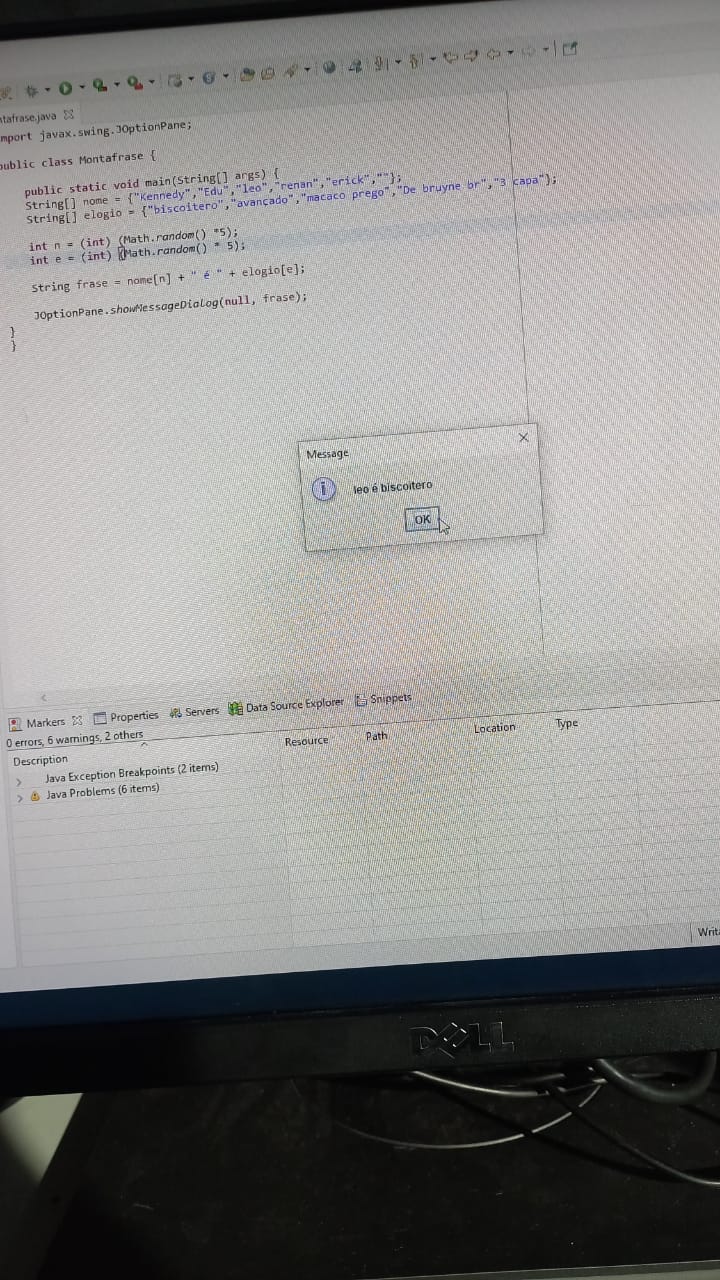 ntafrase.java
mport javax.swing.JOptionPane;
public class Montafrase {
public static void main(String[] args) {
String[] nome = {"Kennedy","Edu","leo","renan","erick",""};
String[] elogio = {"biscoitero","avançado","macaco prego","De bruyne br","3 capa"};
int n = (int) (Math.random() *5);
int e = (int) (Math.random() * 5);
String frase = nome[n] + " é " + elogio[e];
JOptionPane.showMessageDialog(null, frase);
}
}
Message
leo é biscoitero
OK
Markers Properties Servers Data Source Explorer Snippets
0 errors, 6 warnings, 2 others
Description Resource Path Location Type
Java Exception Breakpoints (2 items)
Java Problems (6 items)
Writ
DELL